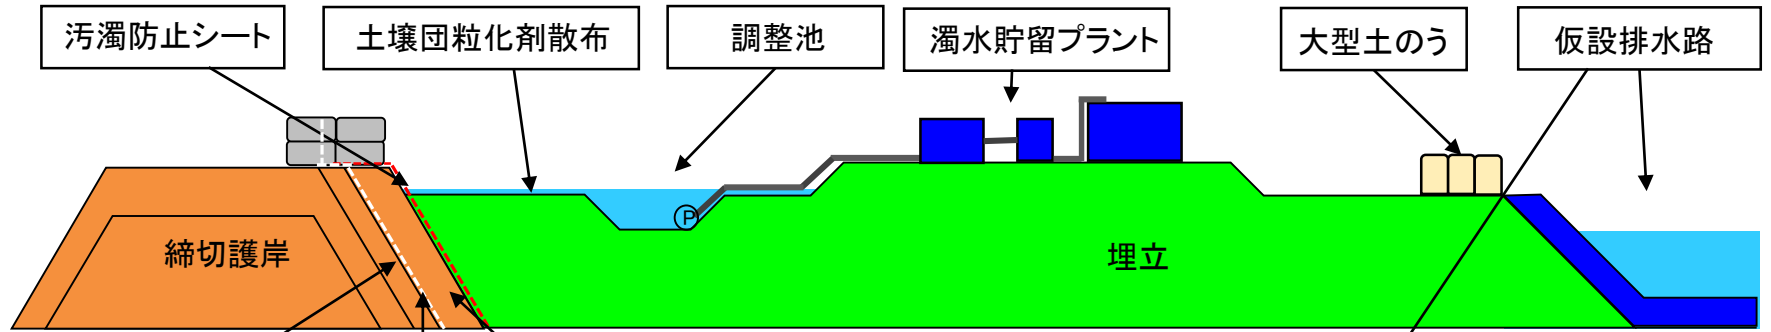 汚濁防止シート
土壌団粒化剤散布
調整池
濁水貯留プラント
大型土のう
仮設排水路
P
締切護岸
埋立